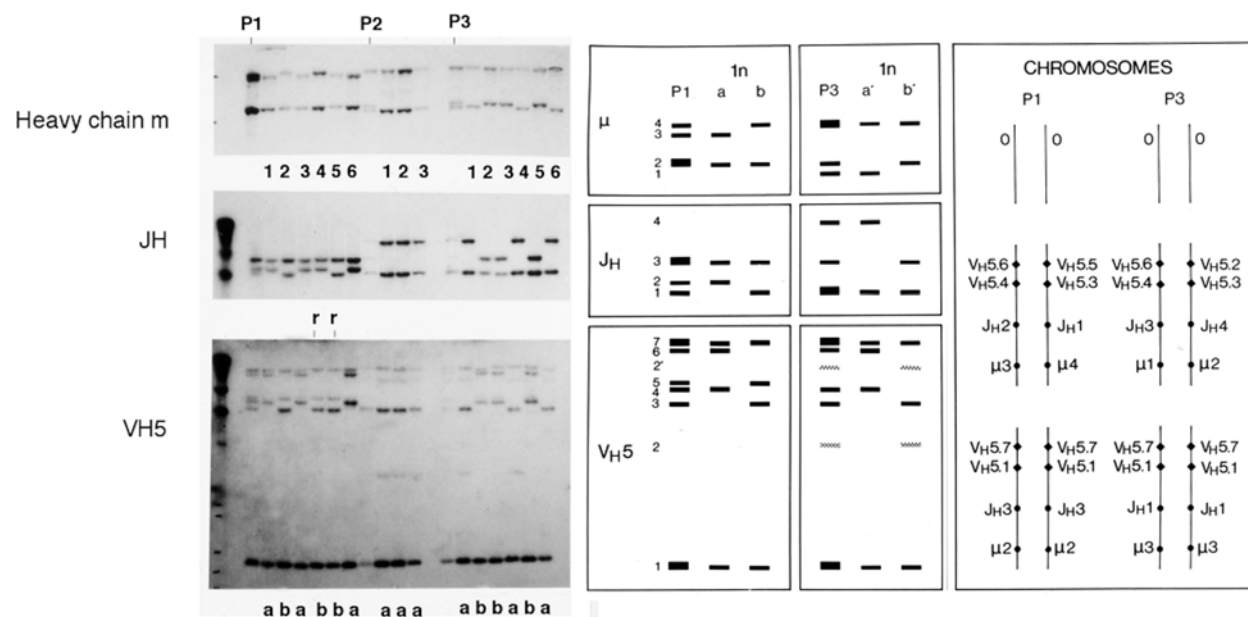 P1 P2 P3
Heavy chain m
1 2 3 4 5 6 1 2 3 1 2 3 4 5 6
JH
r r
VH5
a b a b b a a a a a b b a b a
1n
P1 a b
µ
4
3
2
1
1n
P3 a´ b´
JH
4
3
2
1
VH5
7
6
2'
5
4
3
2
1
CHROMOSOMES
P1 P3
0 0 0 0
VH5.6 VH5.5 VH5.6 VH5.2
VH5.4 VH5.3 VH5.4 VH5.3
JH2 JH1 JH3 JH4
µ3 µ4 µ1 µ2
VH5.7 VH5.7 VH5.7 VH5.7
VH5.1 VH5.1 VH5.1 VH5.1
JH3 JH3 JH1 JH1
µ2 µ2 µ3 µ3